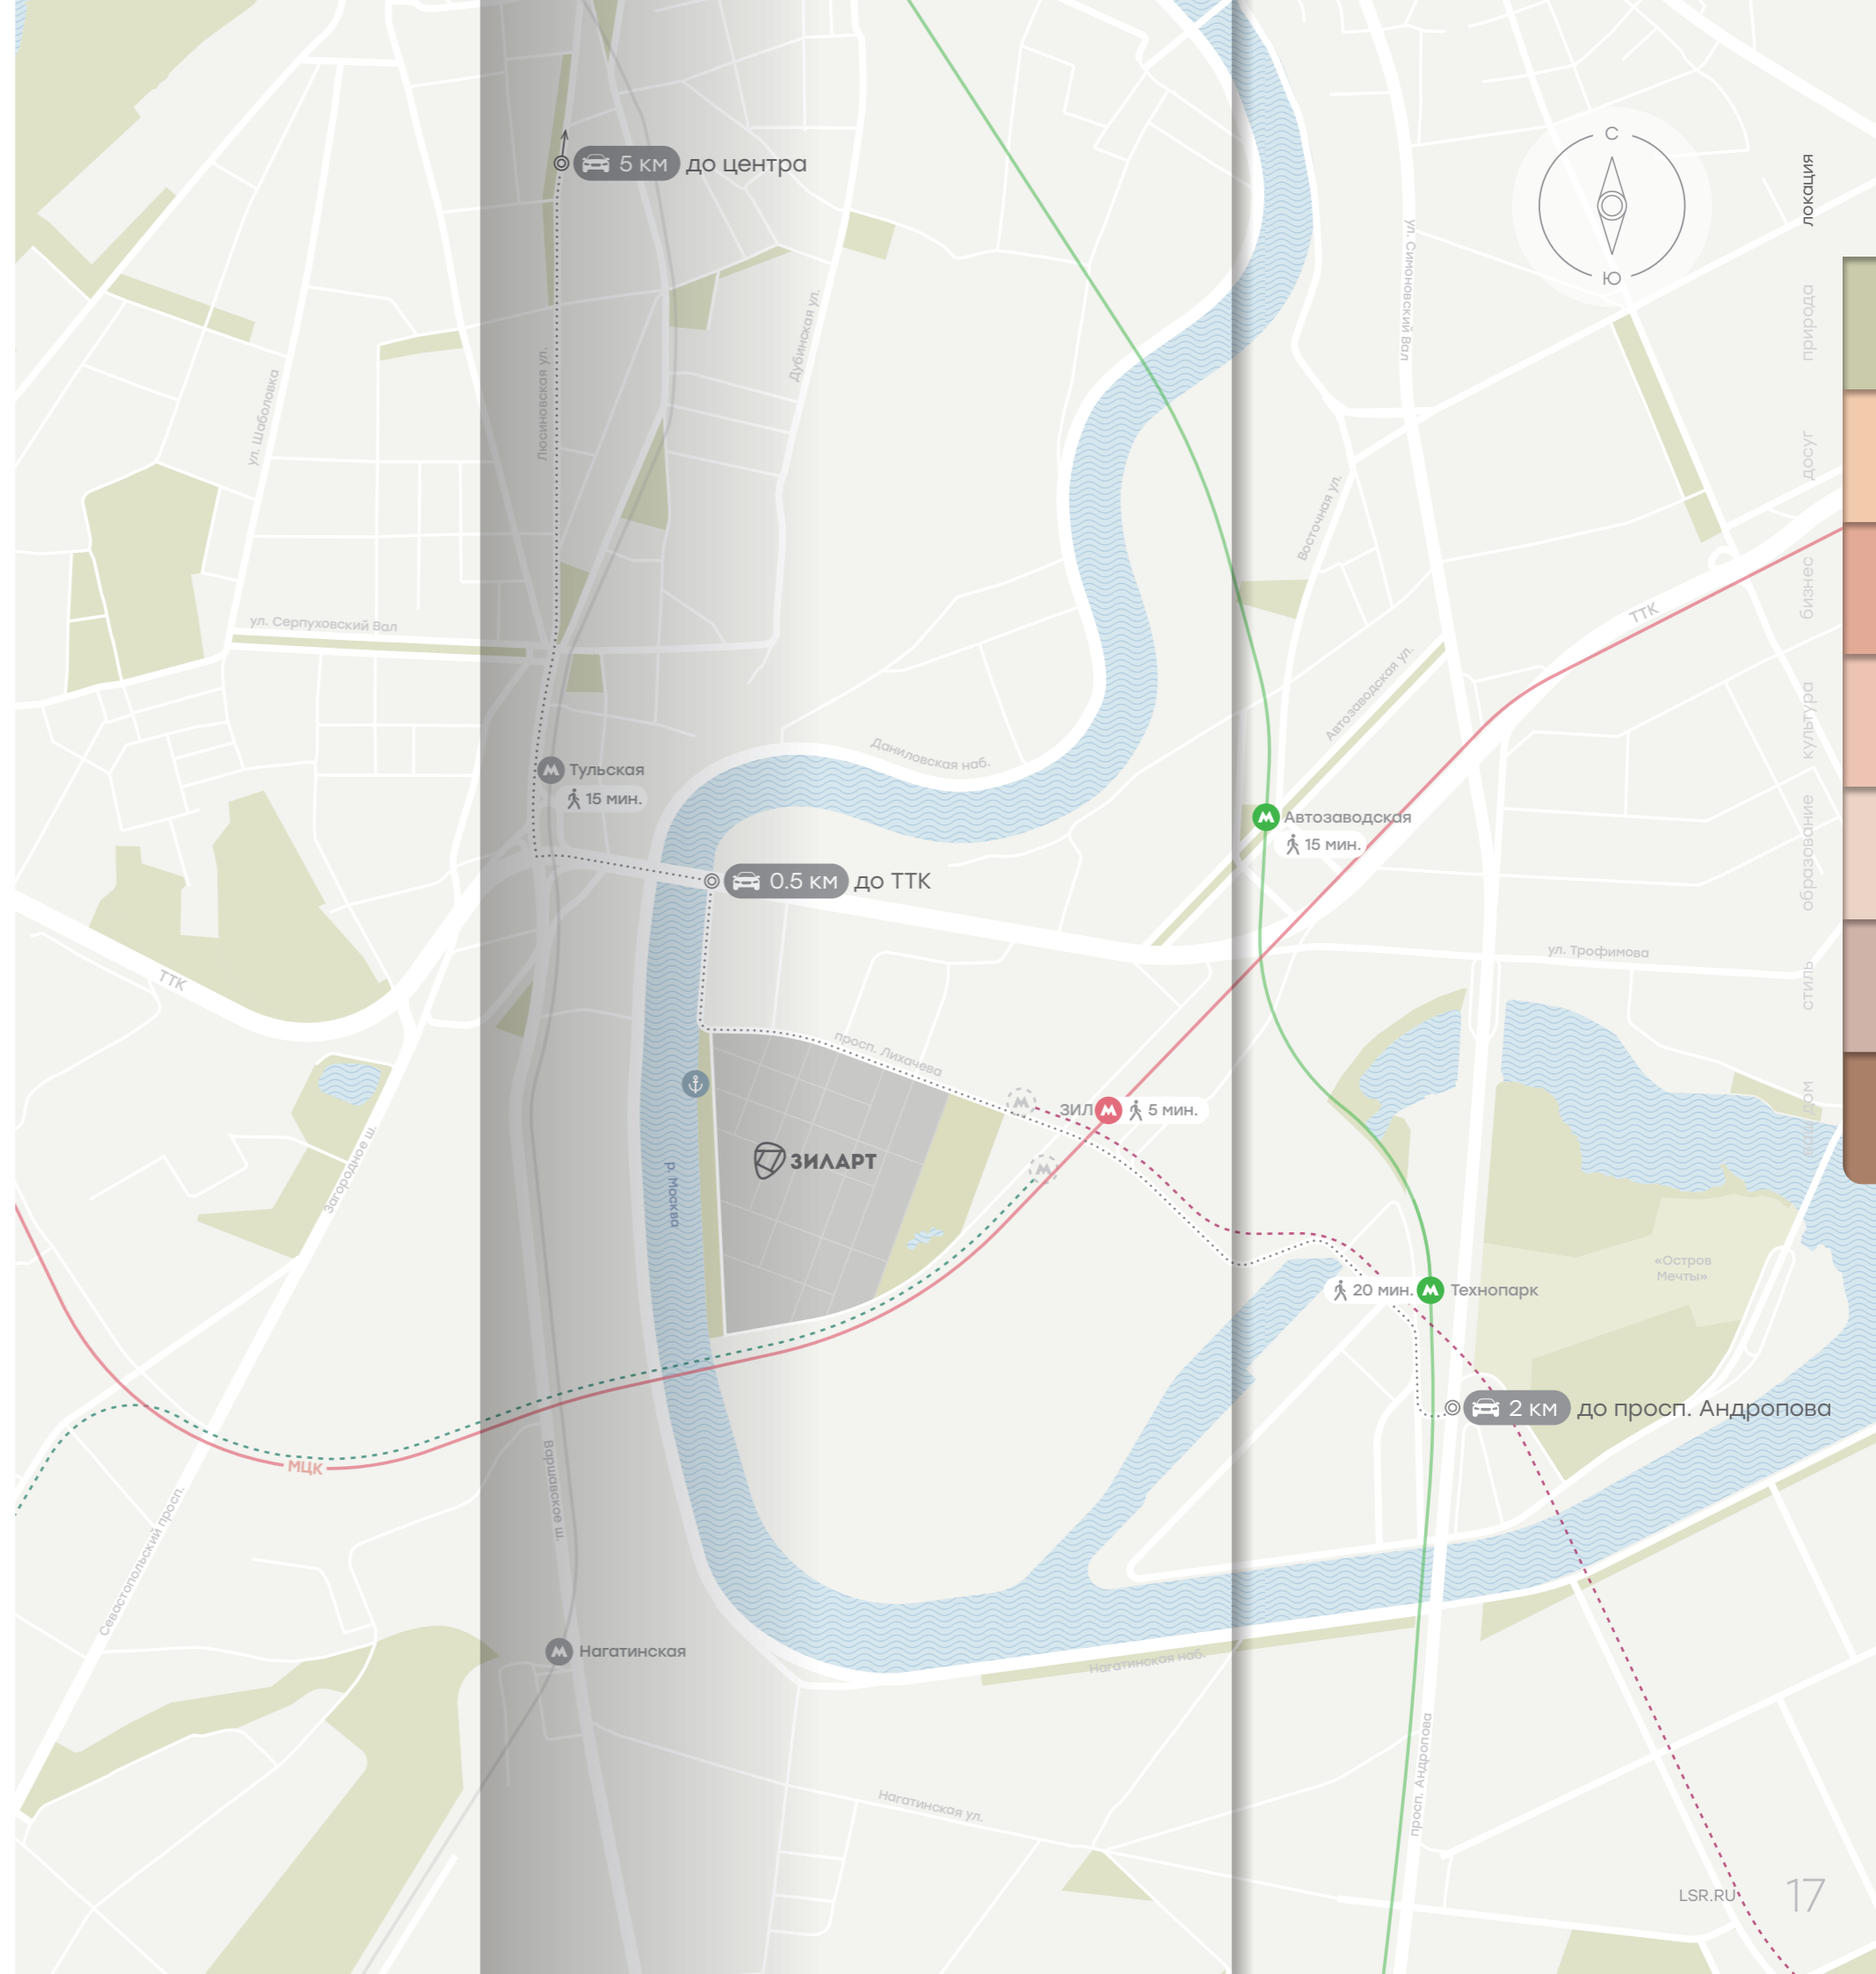 С
Ю
локация
природа
досуг
бизнес
культура
образование
стиль
дом
5 км до центра
ул. Симоновский Вал
Дубинская ул.
Люсиновская ул.
ул. Шаболовка
Восточная ул.
ТТК
ул. Серпуховский Вал
Автозаводская ул.
Даниловская наб.
Тульская
15 мин.
Автозаводская
15 мин.
0.5 км до ТТК
ул. Трофимова
ТТК
просп. Лихачева
ЗИЛ
5 мин.
ЗИЛАРТ
р. Москва
Загородное ш.
«Остров
Мечты»
20 мин.
Технопарк
2 км до просп. Андропова
МЦК
Варшавское ш.
Севастопольский просп.
Нагатинская
Нагатинская наб.
просп. Андропова
Нагатинская ул.
LSR.RU
17